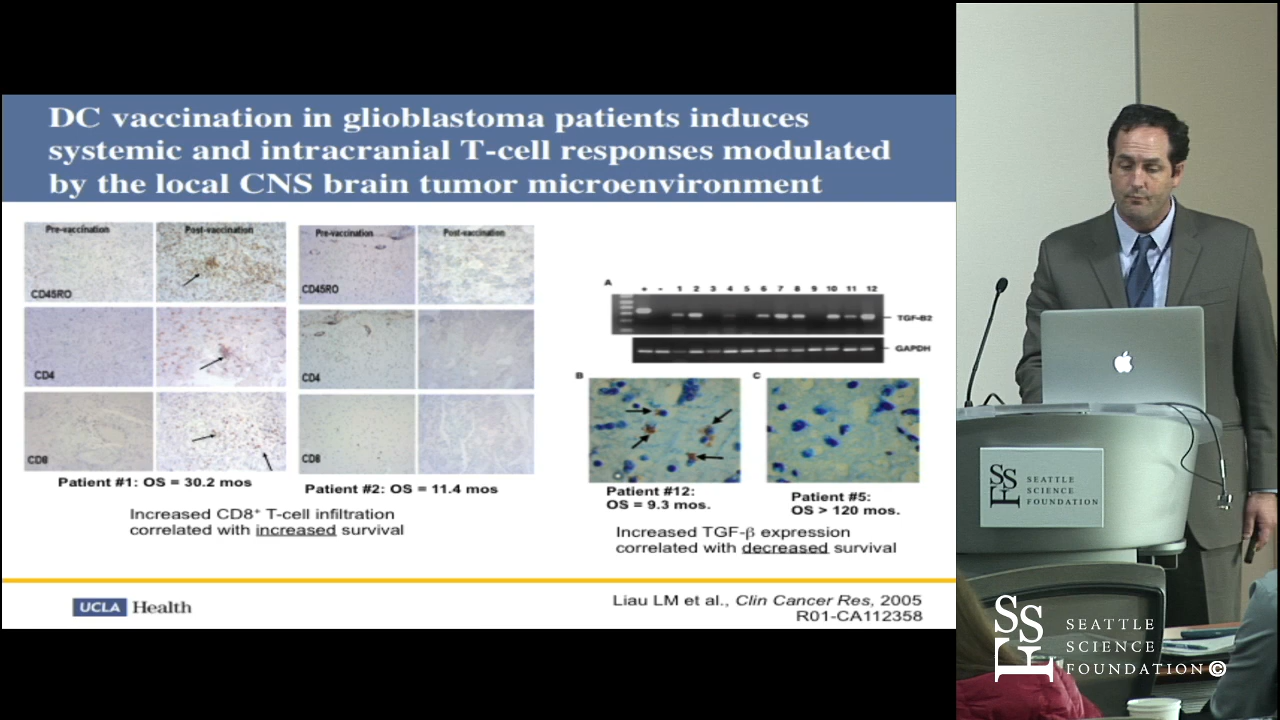 DC vaccination in glioblastoma patients induces
systemic and intracranial T-cell responses modulated
by the local CNS brain tumor microenvironment
Pre-vaccination
Post-vaccination
CD45RO
CD4
CD8
Patient #1: OS = 30.2 mos
Pre-vaccination
Post-vaccination
CD45RO
CD4
CD8
Patient #2: OS = 11.4 mos
Increased CD8+ T-cell infiltration
correlated with increased survival
A
+ - 1 2 3 4 5 6 7 8 9 10 11 12
TGF-B2
GAPDH
B
C
Patient #12:
OS = 9.3 mos.
Patient #5:
OS > 120 mos.
Increased TGF-β expression
correlated with decreased survival
UCLA Health
Liau LM et al., Clin Cancer Res, 2005
R01-CA112358
SSF
SEATTLE
SCIENCE
FOUNDATION
SSF
SEATTLE
SCIENCE
FOUNDATION©